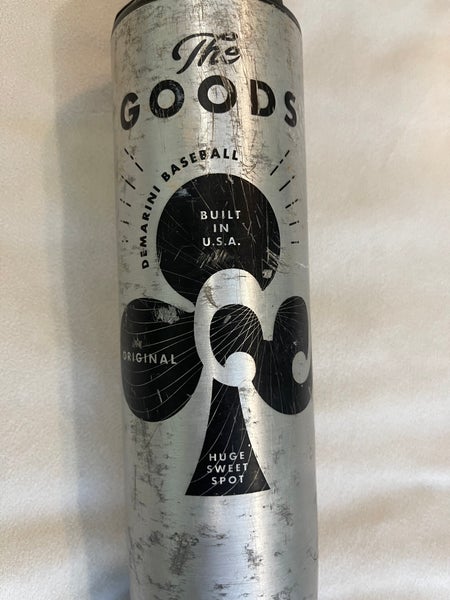 The
GOODS
DEMARINI BASEBALL
BUILT
IN
U.S.A.
ORIGINAL
HUGE
SWEET
SPOT